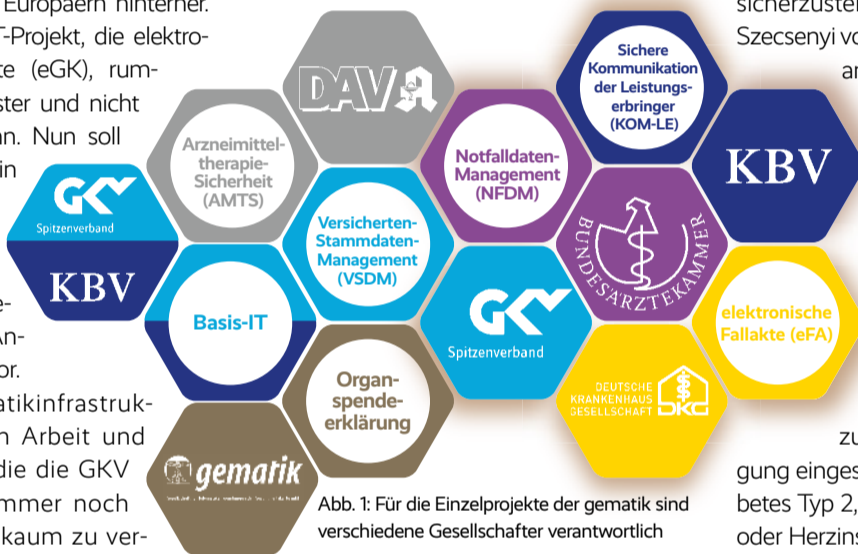 Europäern hinterher.
T-Projekt, die elektro-
te (eGK), rum-
ster und nicht
n. Nun soll
in
e-
An-
or.
atikinfrastruk-
n Arbeit und
die die GKV
mmer noch
kaum zu ver-
DAV
Arzneimittel-
therapie-
Sicherheit
(AMTS)
GKV
Spitzenverband
KBV
Basis-IT
Versicherten-
Stammdaten-
Management
(VSDM)
Organ-
spende-
erklärung
gematik
Notfalldaten-
Management
(NFDM)
GKV
Spitzenverband
Sichere
Kommunikation
der Leistungs-
erbringer
(KOM-LE)
BUNDESÄRZTEKAMMER
KBV
elektronische
Fallakte (eFA)
DEUTSCHE
KRANKENHAUS
GESELLSCHAFT
DKG
Abb. 1: Für die Einzelprojekte der gematik sind
verschiedene Gesellschafter verantwortlich
sicherzustel
Szecsenyi vo
an
zu
gung einges
betes Typ 2,
oder Herzins